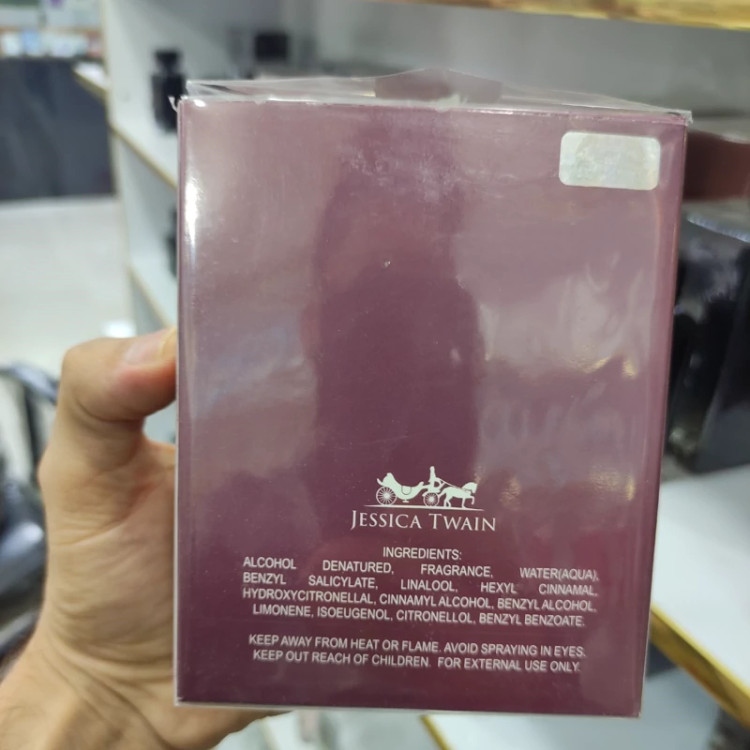 JESSICA TWAIN
INGREDIENTS:
ALCOHOL DENATURED, FRAGRANCE, WATER(AQUA),
BENZYL SALICYLATE, LINALOOL, HEXYL CINNAMAL,
HYDROXYCITRONELLAL, CINNAMYL ALCOHOL, BENZYL ALCOHOL,
LIMONENE, ISOEUGENOL, CITRONELLOL, BENZYL BENZOATE.
KEEP AWAY FROM HEAT OR FLAME. AVOID SPRAYING IN EYES.
KEEP OUT REACH OF CHILDREN. FOR EXTERNAL USE ONLY.